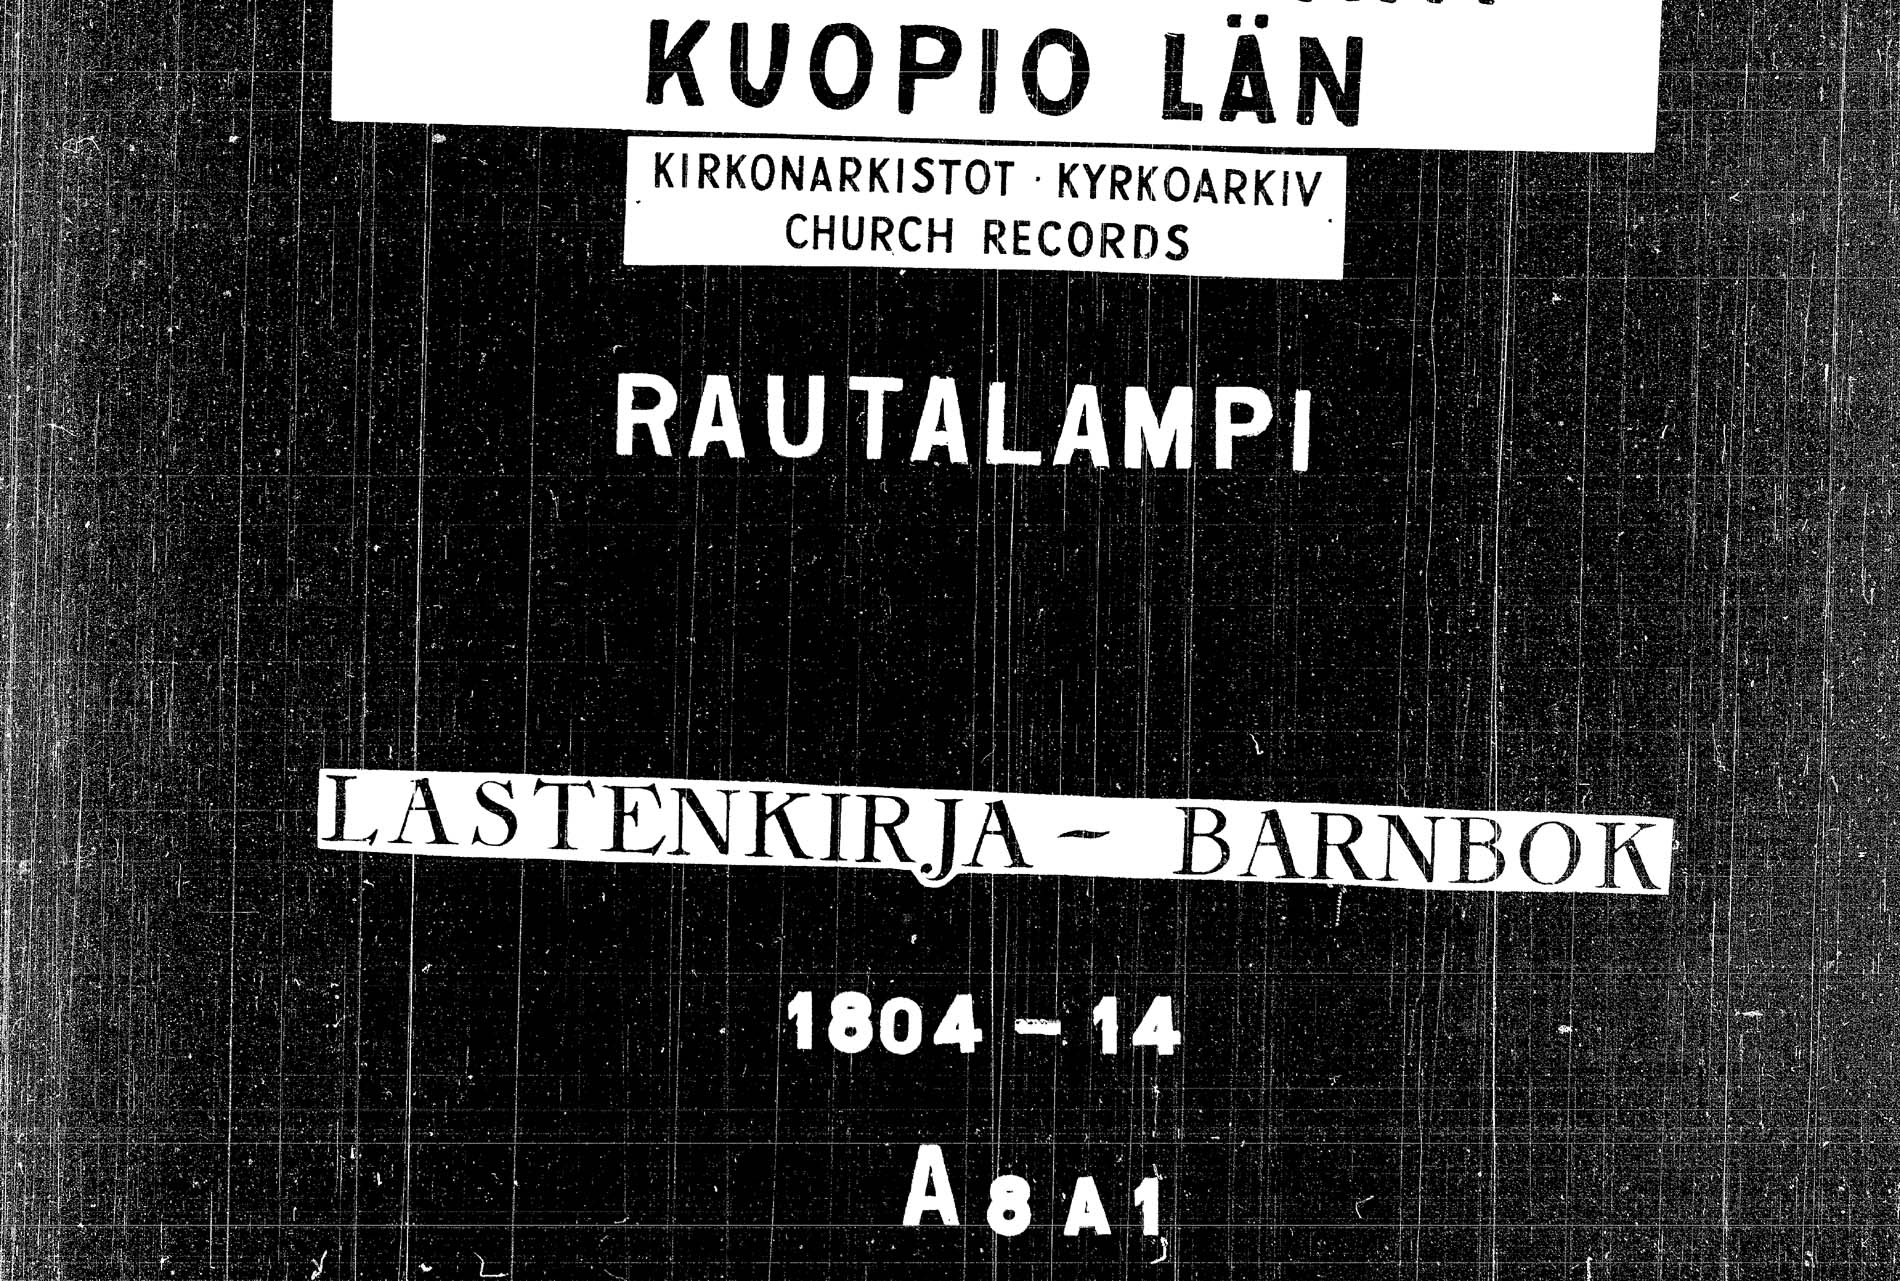 KUOPIO LÄN
KIRKONARKISTOT · KYRKOARKIV
CHURCH RECORDS
RAUTALAMPI
LASTENKIRJA - BARNBOK
1804-14
A8A1